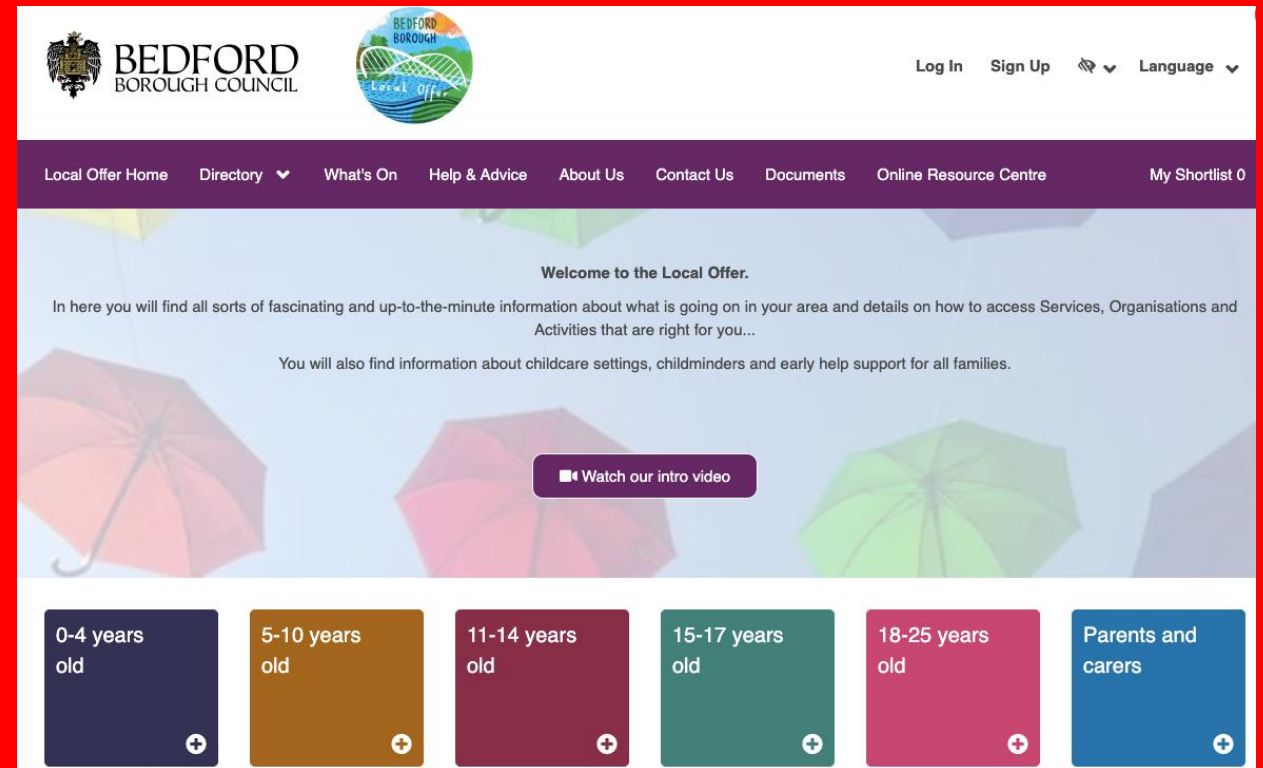 BEDFORD
BOROUGH COUNCIL
BEDFORD
BOROUGH
Local Offer
Log In Sign Up Language
Local Offer Home Directory What's On Help & Advice About Us Contact Us Documents Online Resource Centre My Shortlist 0
Welcome to the Local Offer.
In here you will find all sorts of fascinating and up-to-the-minute information about what is going on in your area and details on how to access Services, Organisations and
Activities that are right for you...
You will also find information about childcare settings, childminders and early help support for all families.
Watch our intro video
0-4 years
old
5-10 years
old
11-14 years
old
15-17 years
old
18-25 years
old
Parents and
carers